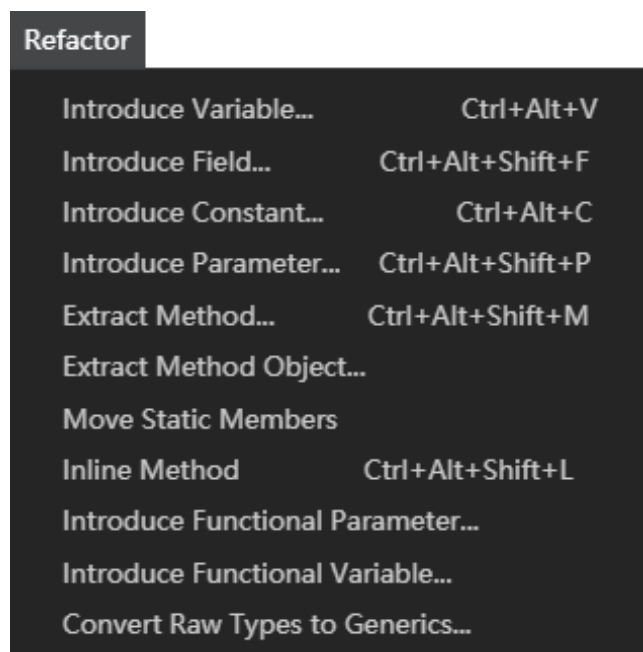 Refactor
Introduce Variable... Ctrl+Alt+V
Introduce Field... Ctrl+Alt+Shift+F
Introduce Constant... Ctrl+Alt+C
Introduce Parameter... Ctrl+Alt+Shift+P
Extract Method... Ctrl+Alt+Shift+M
Extract Method Object...
Move Static Members
Inline Method Ctrl+Alt+Shift+L
Introduce Functional Parameter...
Introduce Functional Variable...
Convert Raw Types to Generics...